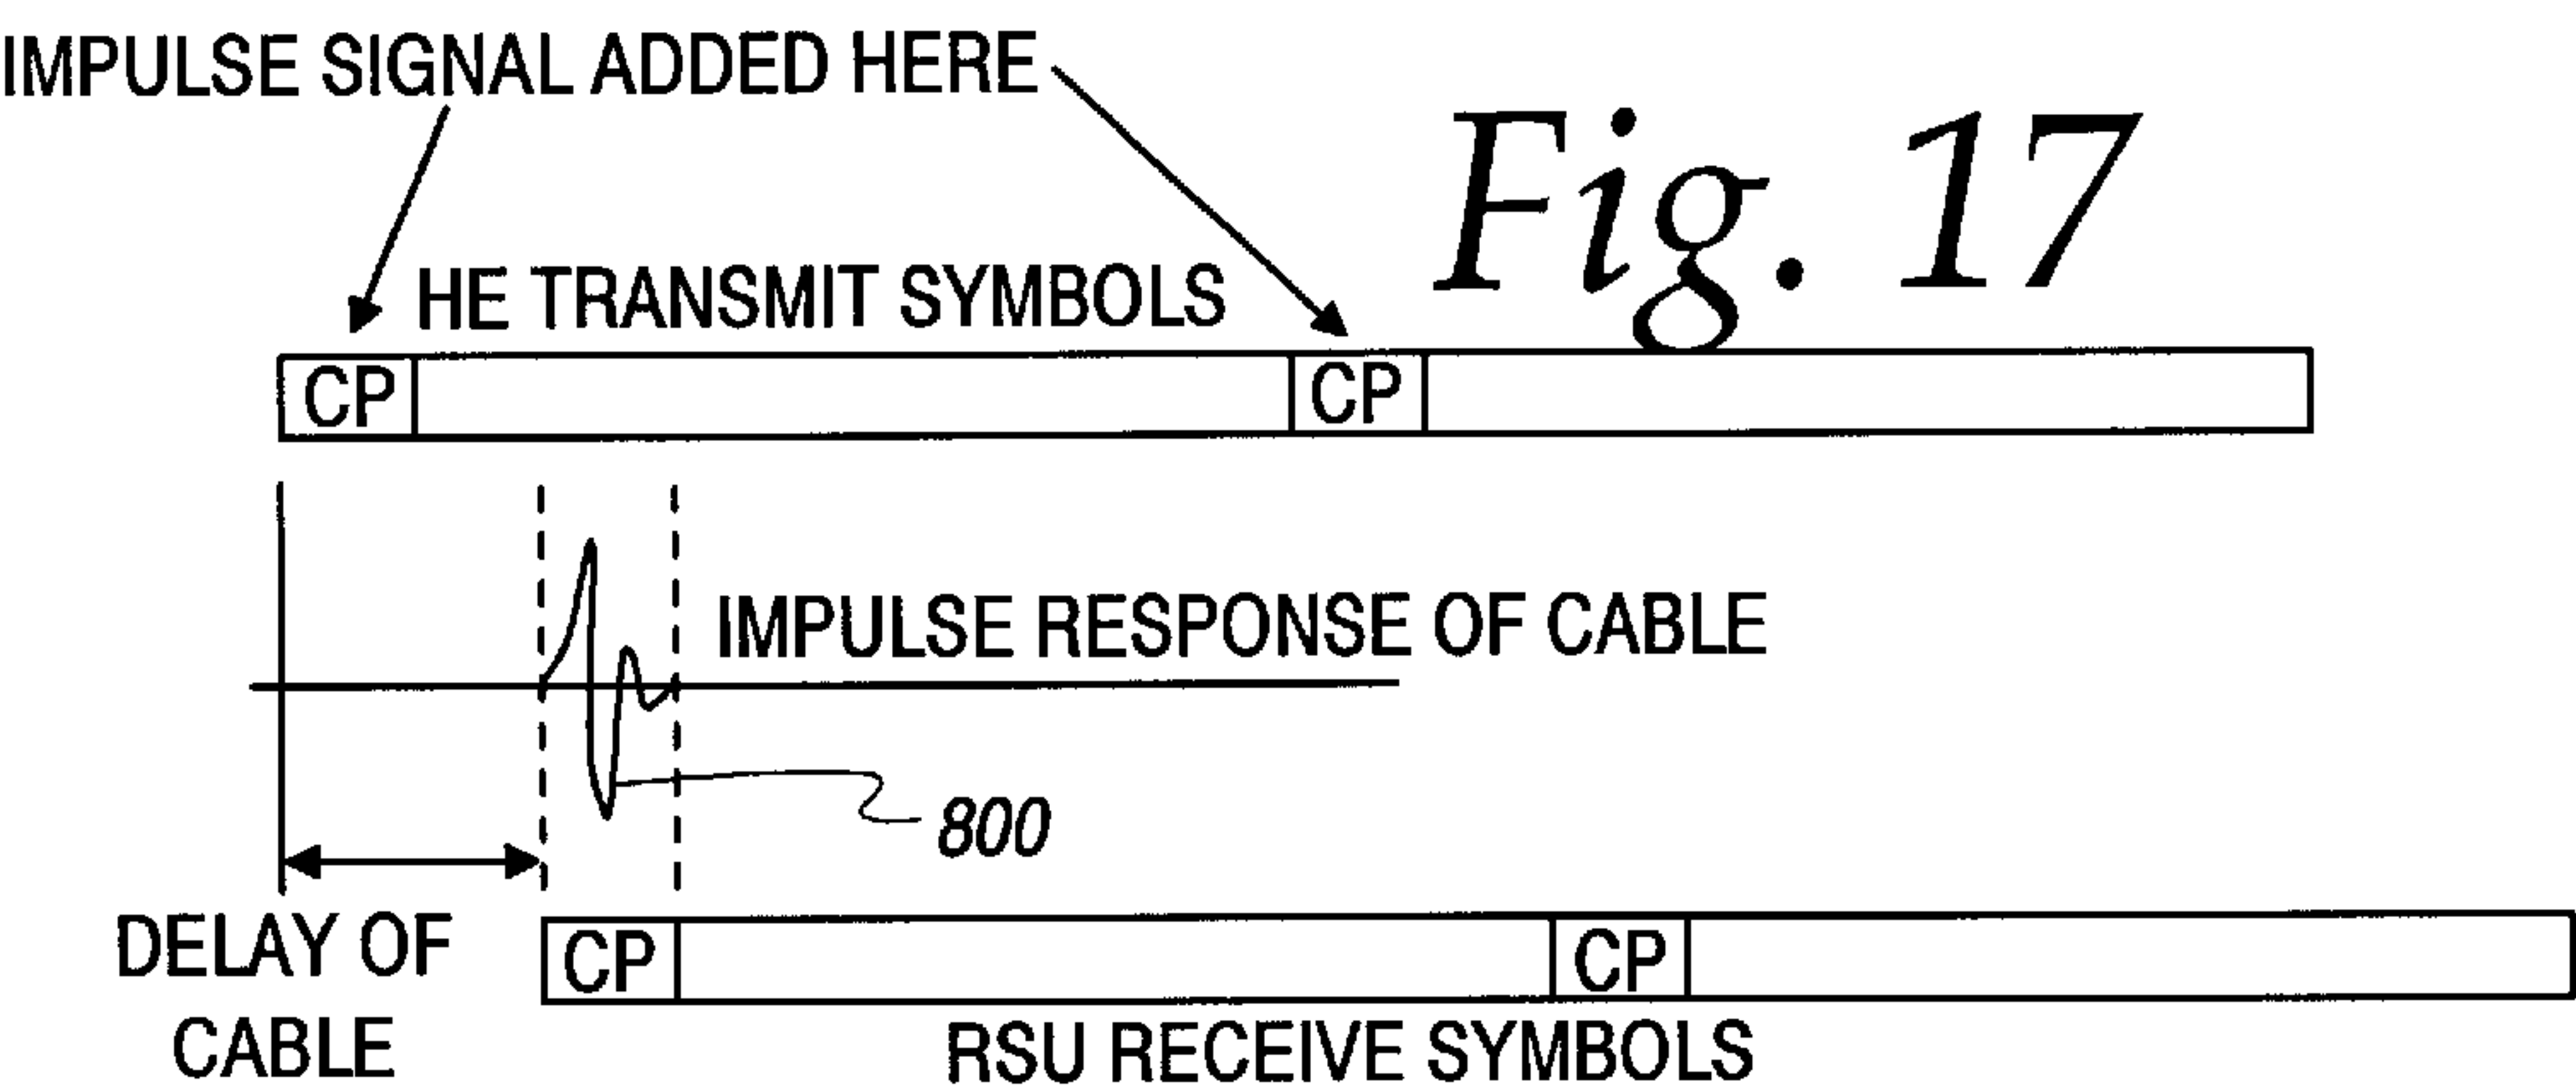 IMPULSE SIGNAL ADDED HERE
Fig. 17
HE TRANSMIT SYMBOLS
CP
CP
IMPULSE RESPONSE OF CABLE
800
DELAY OF
CABLE
CP
CP
RSU RECEIVE SYMBOLS